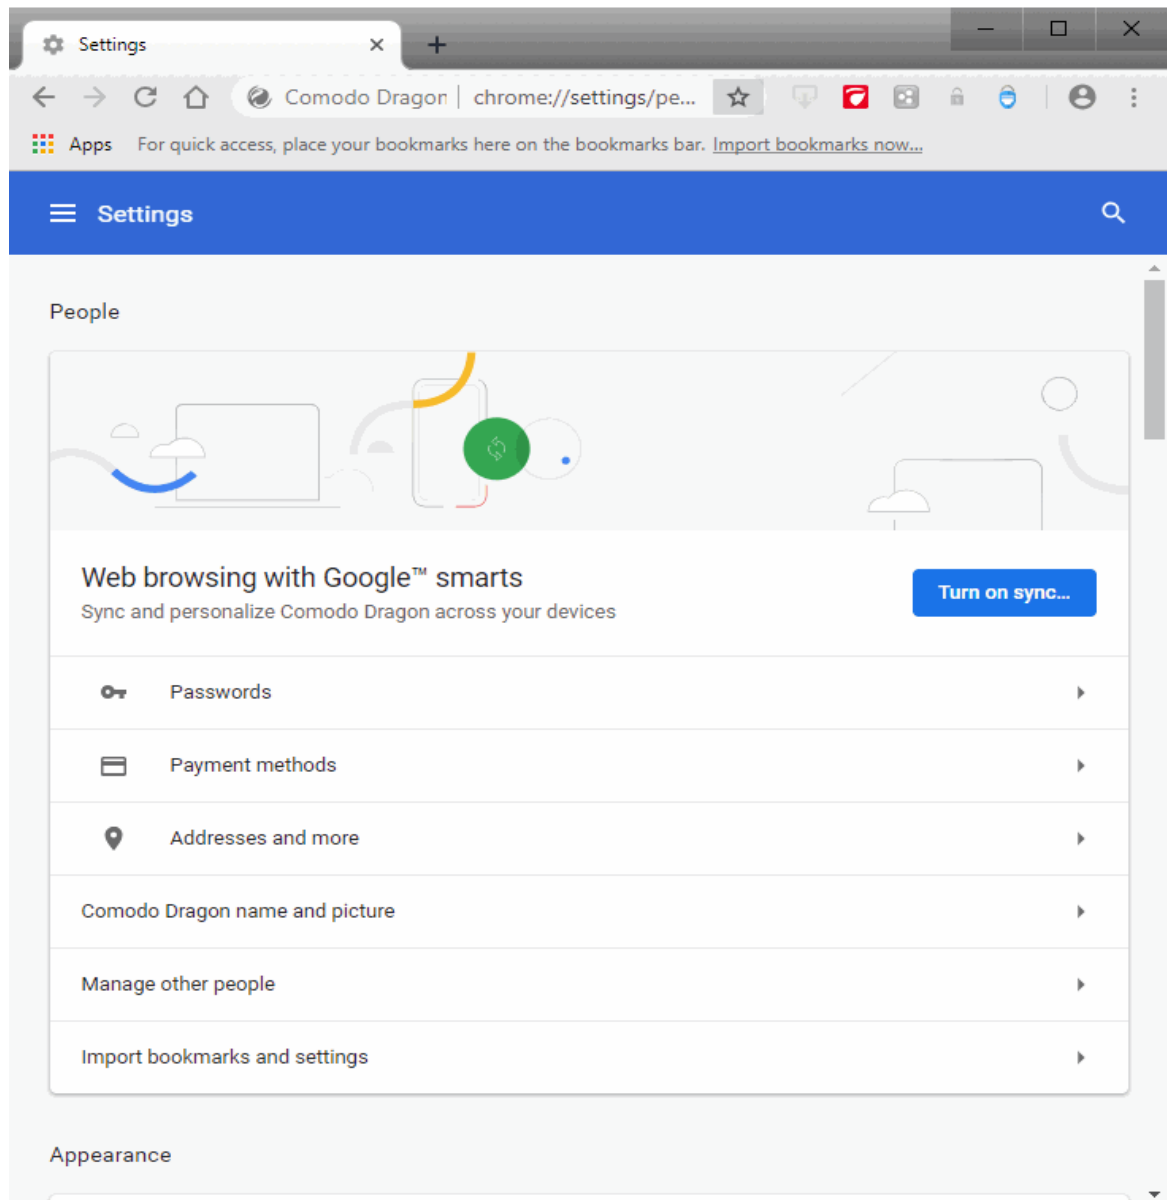 Settings
Comodo Dragon | chrome://settings/pe...
Apps For quick access, place your bookmarks here on the bookmarks bar. Import bookmarks now...
Settings
People
Web browsing with Google™ smarts
Sync and personalize Comodo Dragon across your devices
Turn on sync...
Passwords
Payment methods
Addresses and more
Comodo Dragon name and picture
Manage other people
Import bookmarks and settings
Appearance